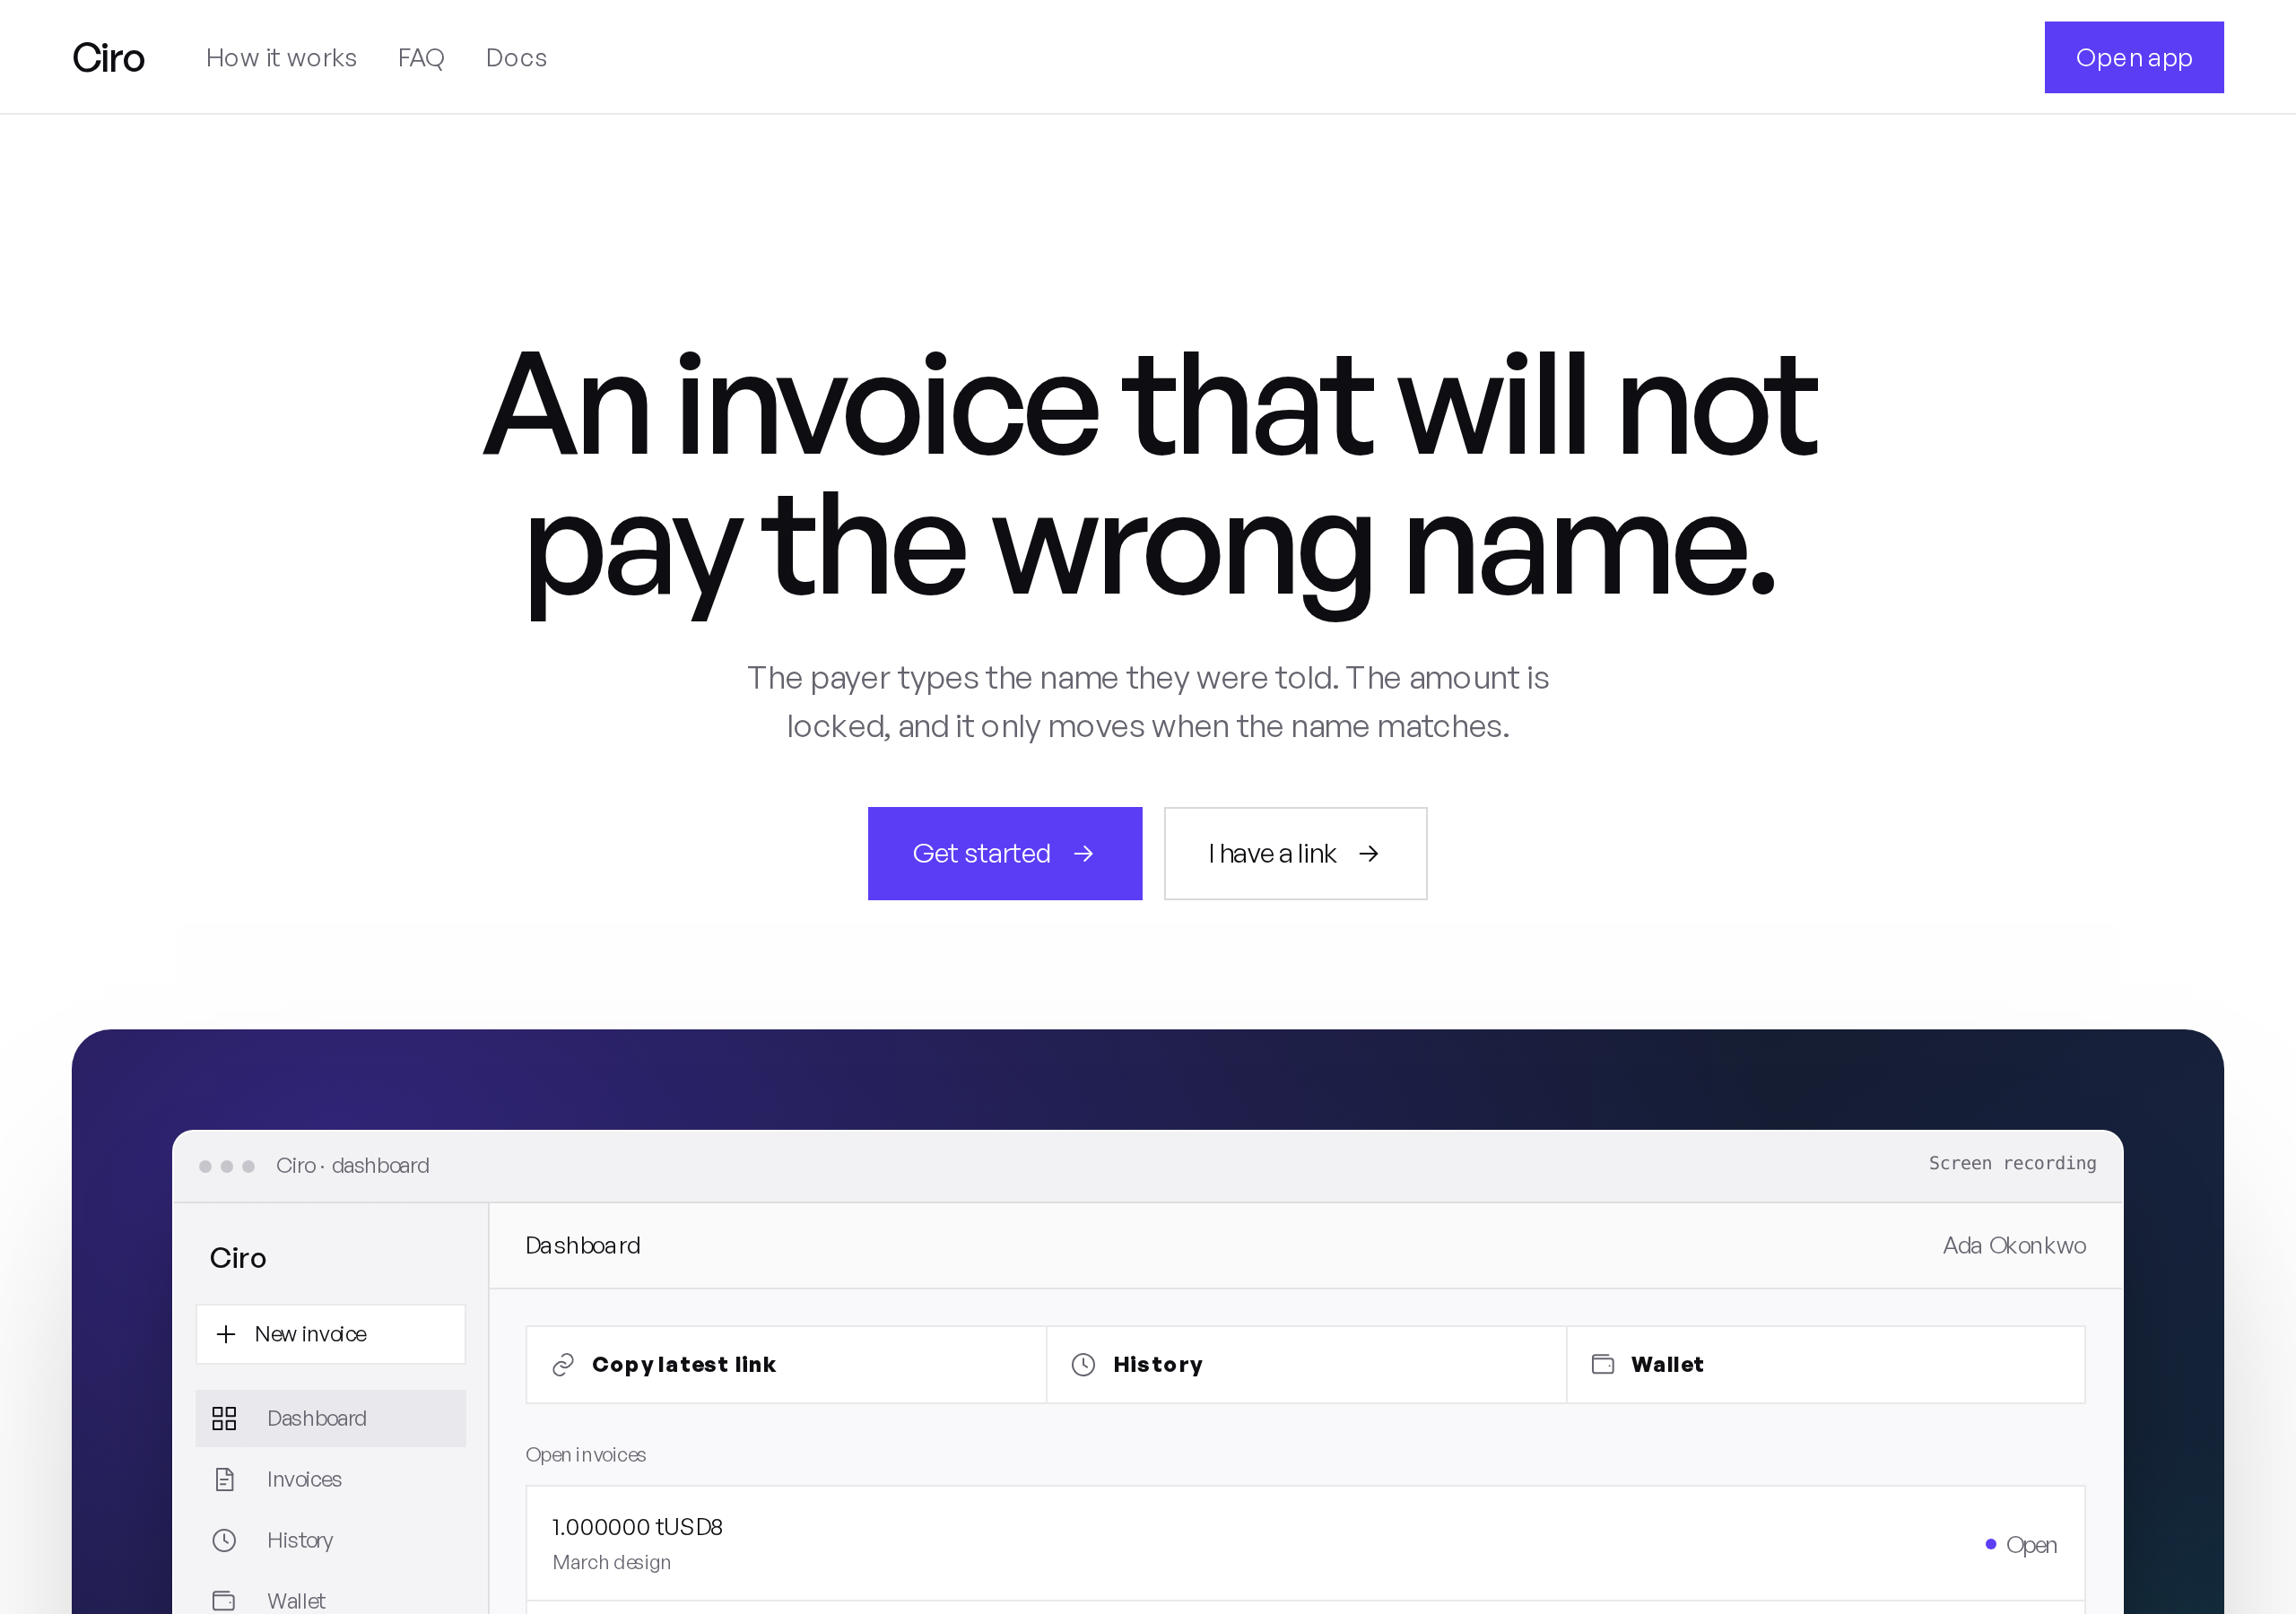 Ciro
How it works
FAQ
Docs
Open app
An invoice that will not
pay the wrong name.
The payer types the name they were told. The amount is
locked, and it only moves when the name matches.
Get started →
I have a link →
Ciro · dashboard
Screen recording
Ciro
Dashboard
Ada Okonkwo
New invoice
Copy latest link
History
Wallet
Dashboard
Open invoices
Invoices
1.000000 tUSD8
March design
Open
History
Wallet